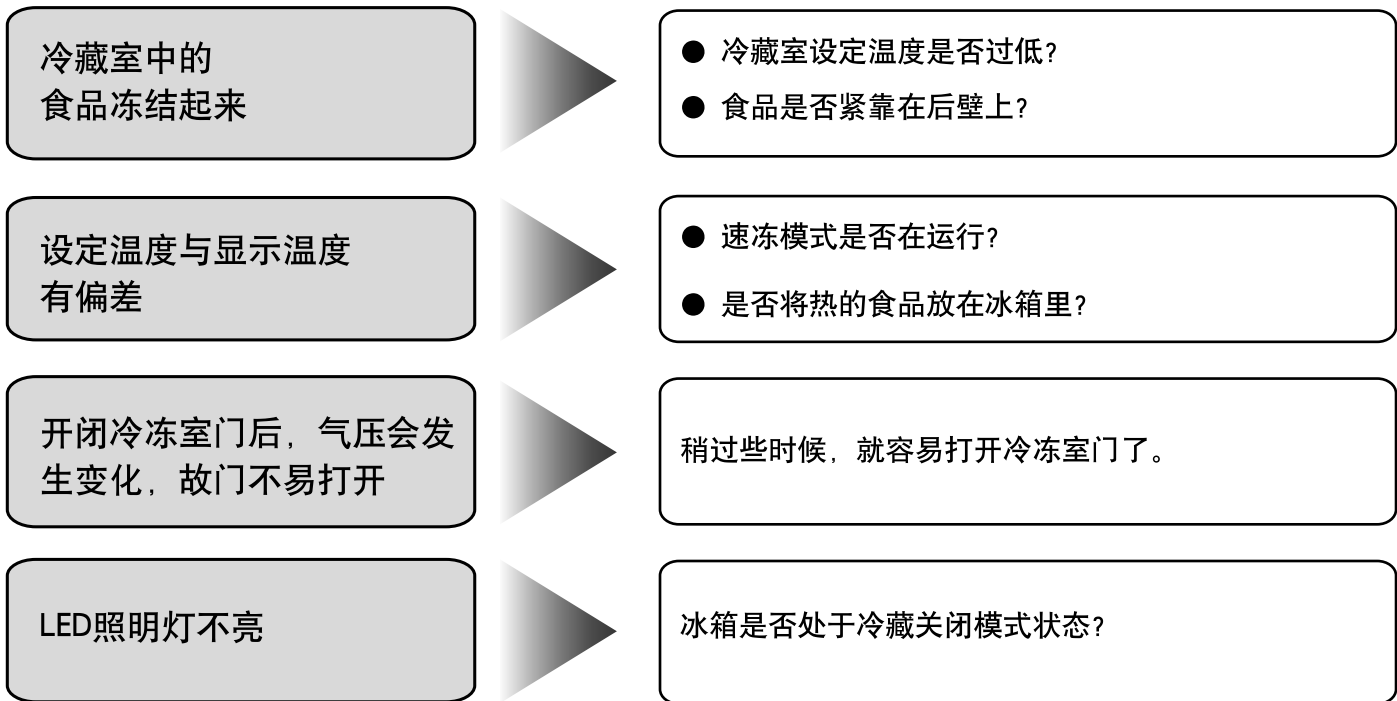 冷藏室中的
食品冻结起来
● 冷藏室设定温度是否过低?
● 食品是否紧靠在后壁上?
设定温度与显示温度
有偏差
● 速冻模式是否在运行?
● 是否将热的食品放在冰箱里?
开闭冷冻室门后，气压会发
生变化，故门不易打开
稍过些时候，就容易打开冷冻室门了。
LED照明灯不亮
冰箱是否处于冷藏关闭模式状态?